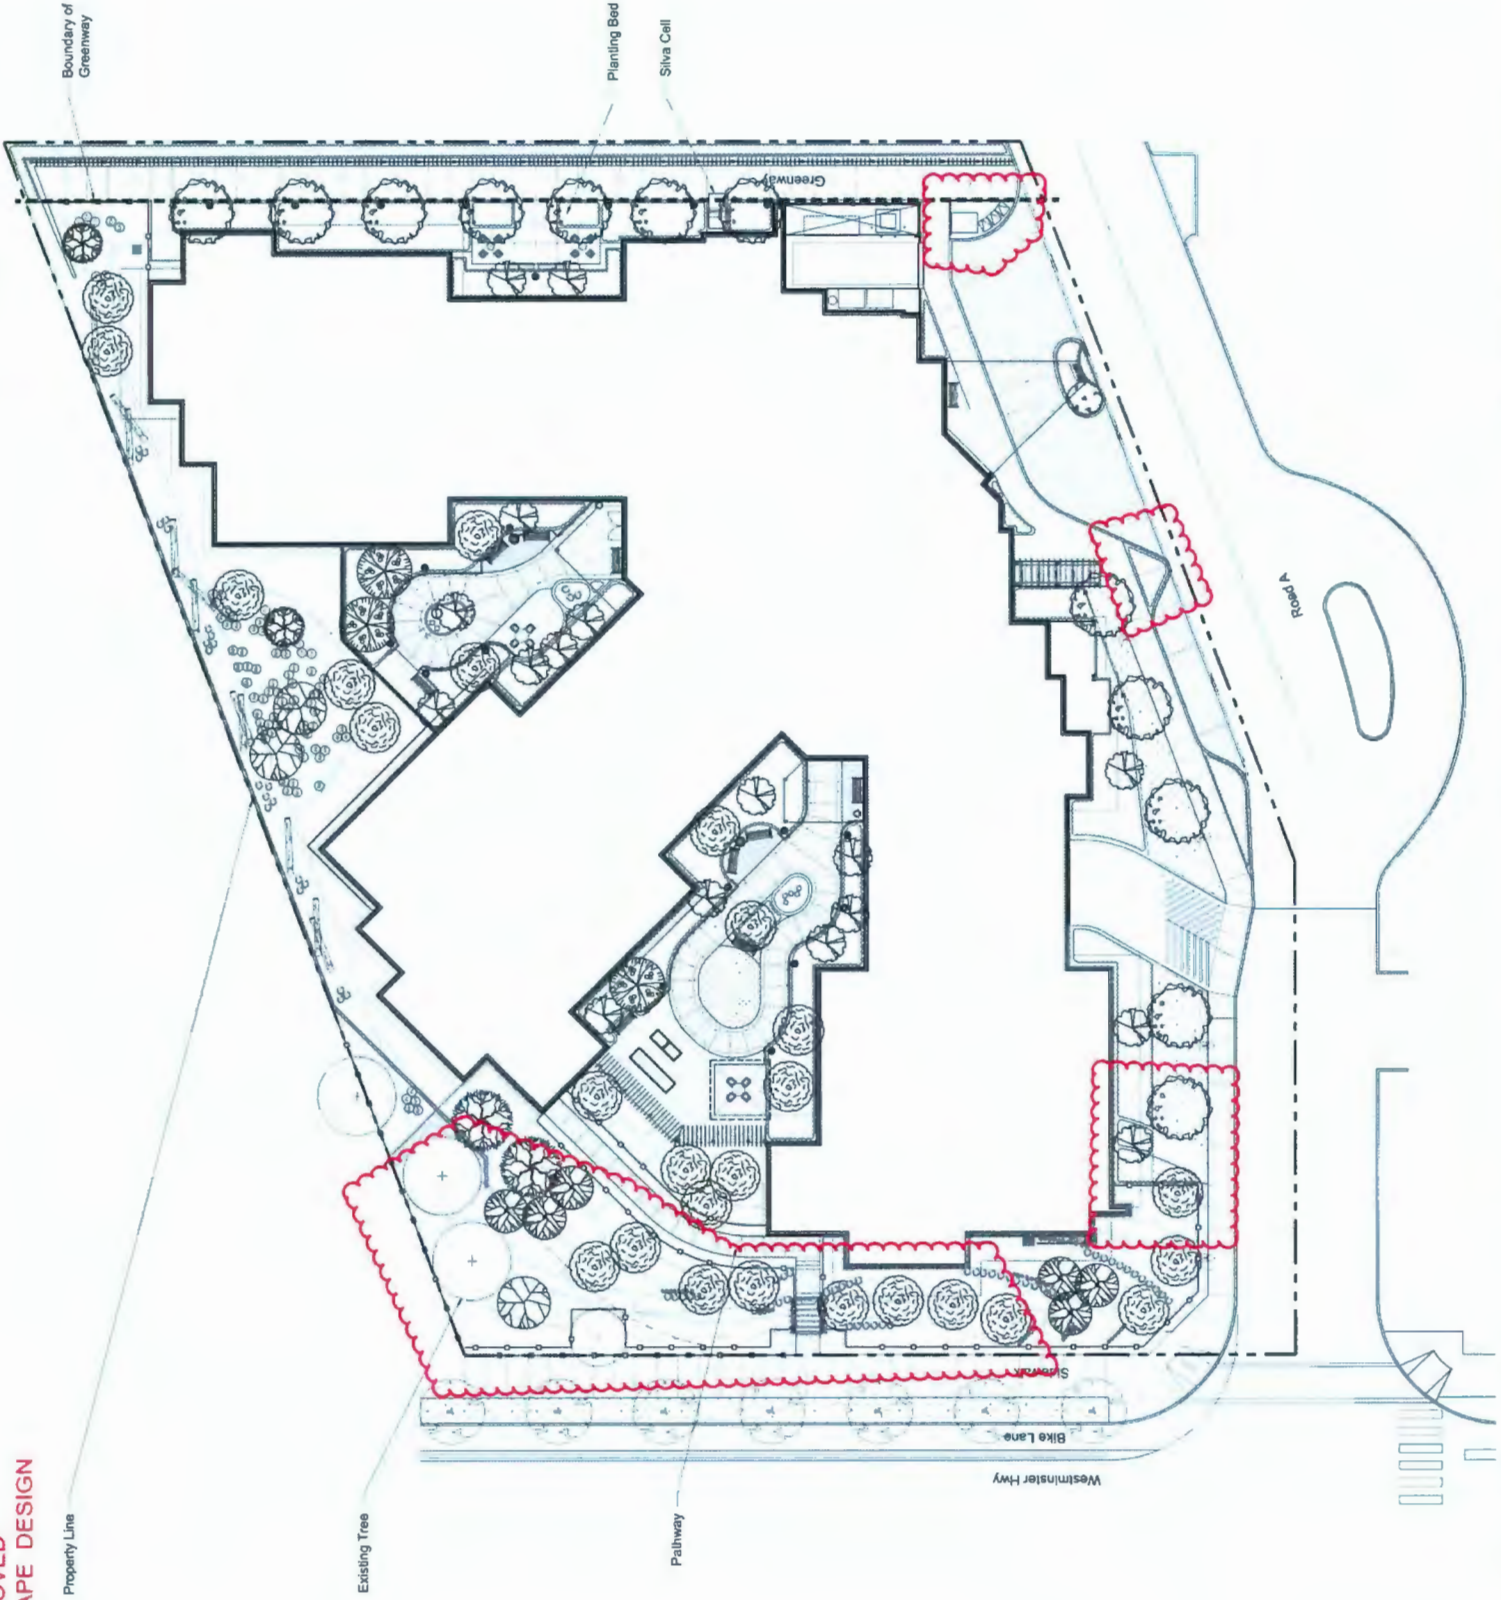 Boundary of
Greenway
Planting Bed
Silva Cell
Greenway
Road A
Sidewalk
Bike Lane
Westminster Hwy
APE DESIGN
Property Line
Existing Tree
Pathway